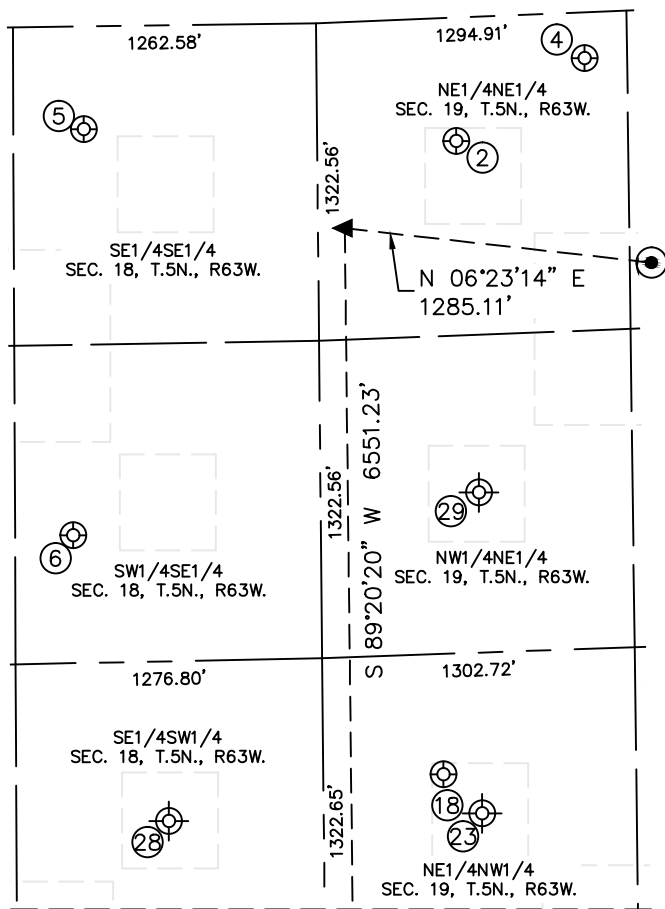 1262.58'
1294.91'
4
5
NE1/4NE1/4
SEC. 19, T.5N., R63W.
2
1322.56'
SE1/4SE1/4
SEC. 18, T.5N., R63W.
N 06°23'14" E
1285.11'
1322.56'
S 89°20'20" W 6551.23'
29
6
NW1/4NE1/4
SEC. 19, T.5N., R63W.
SW1/4SE1/4
SEC. 18, T.5N., R63W.
1276.80'
1302.72'
SE1/4SW1/4
SEC. 18, T.5N., R63W.
1322.65'
18
23
28
NE1/4NW1/4
SEC. 19, T.5N., R63W.